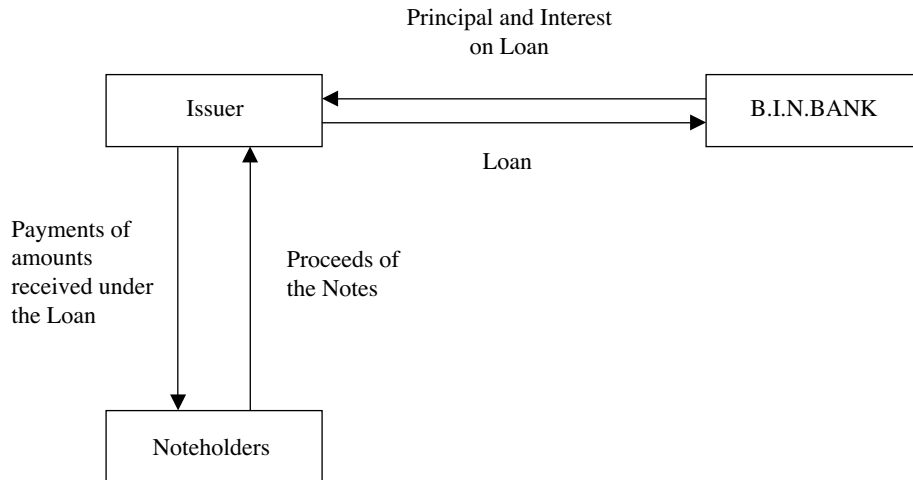 Principal and Interest
on Loan
Issuer
B.I.N.BANK
Loan
Payments of
amounts
received under
the Loan
Proceeds of
the Notes
Noteholders